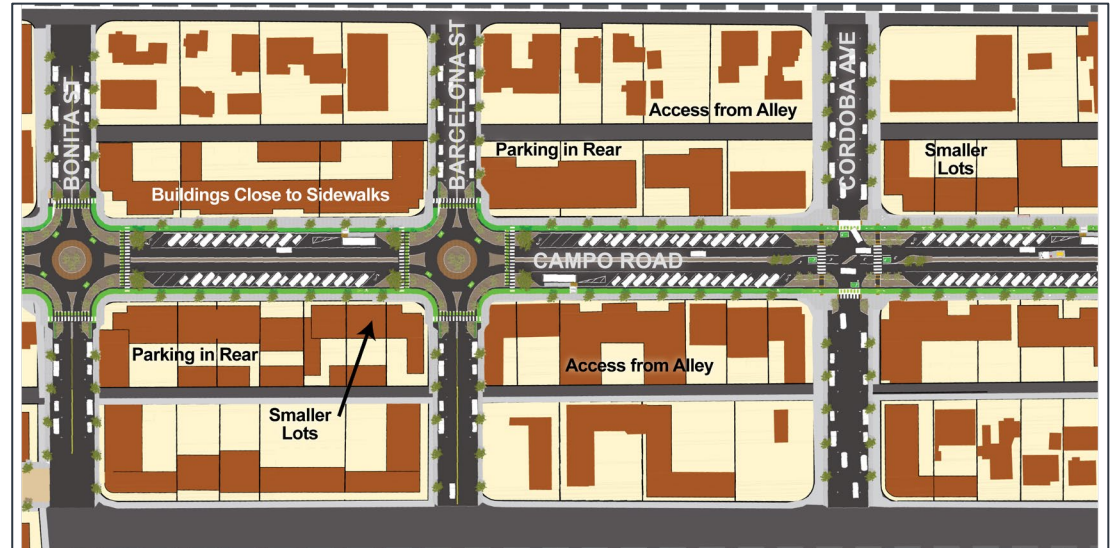 BONITA ST
BARCELONA ST
CORDOBA AVE
Access from Alley
Parking in Rear
Smaller
Lots
Buildings Close to Sidewalks
CAMPO ROAD
Parking in Rear
Access from Alley
Smaller
Lots